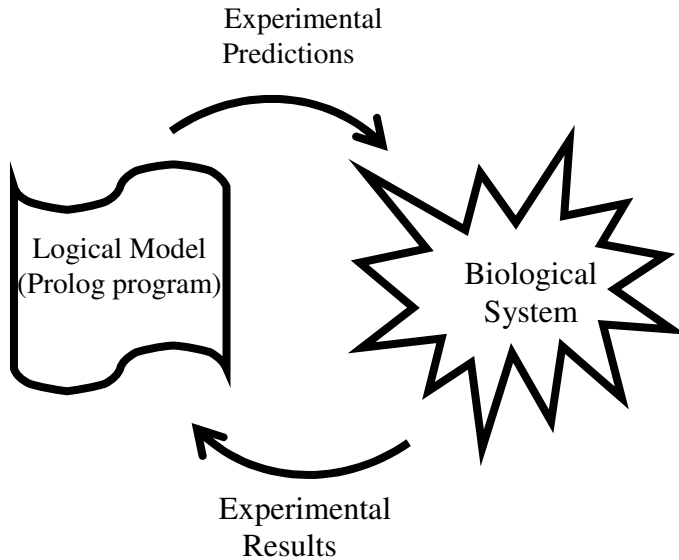 Experimental
Predictions
Logical Model
(Prolog program)
Biological
System
Experimental
Results